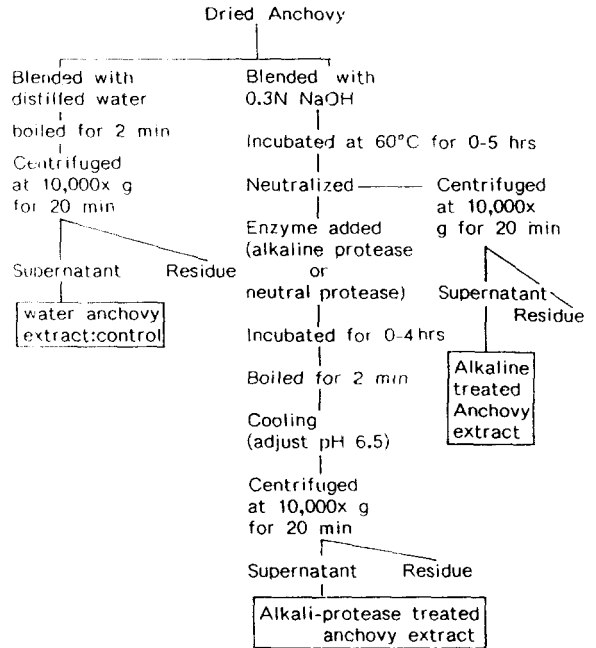 Dried Anchovy
Blended with
distilled water
boiled for 2 min
Centrifuged
at 10,000x g
for 20 min
Supernatant
Residue
water anchovy
extract:control
Blended with
0.3N NaOH
Incubated at 60°C for 0-5 hrs
Neutralized
Enzyme added
(alkaline protease
or
neutral protease)
Incubated for 0-4 hrs
Boiled for 2 min
Cooling
(adjust pH 6.5)
Centrifuged
at 10,000x g
for 20 min
Supernatant
Residue
Alkali-protease treated
anchovy extract
Centrifuged
at 10,000x
g for 20 min
Supernatant
Residue
Alkaline
treated
Anchovy
extract